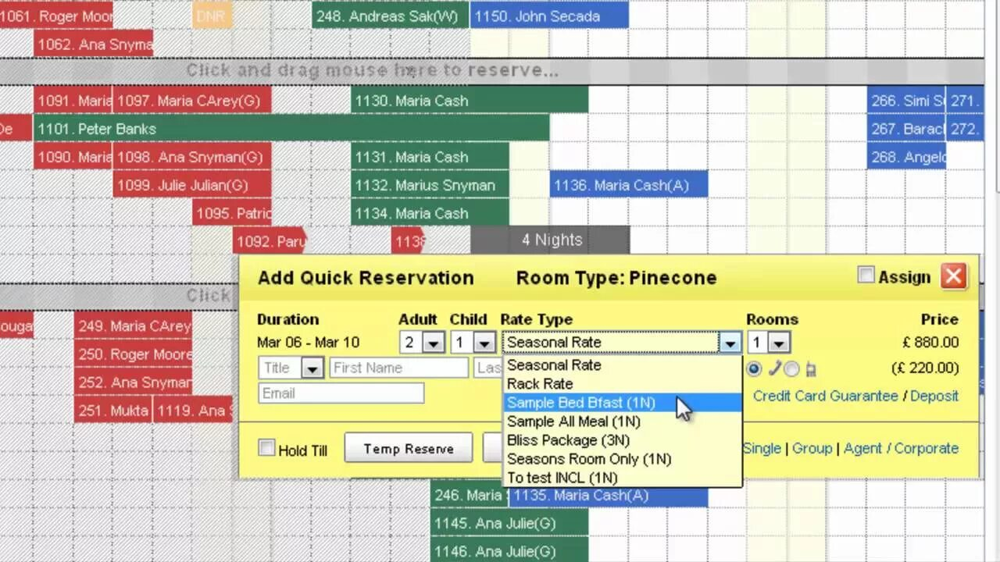 1061. Roger Moor DNR 248. Andreas Sak(W) 1150. John Secada
1062. Ana Snyma
Click and drag mouse here to reserve...
1091. Maria 1097. Maria CArey(G) 1130. Maria Cash 266. Simi S 271.
De 1101. Peter Banks 267. Barac 272.
1090. Marie 1098. Ana Snyman(G) 1131. Maria Cash 268. Angelo
1099. Julie Julian(G) 1132. Marius Snyman 1136. Maria Cash(A)
1095. Patric 1134. Maria Cash
1092. Paru 1138 4 Nights
Add Quick Reservation Room Type: Pinecone Assign
Click
Duration Adult Child Rate Type Rooms Price
ouga 249. Maria CArey
Mar 06 - Mar 10 2 1 Seasonal Rate 1 £ 880.00
250. Roger Moore
Title First Name Las Seasonal Rate (£ 220.00)
252. Ana Snyman
Email Rack Rate
Sample Bed Bfast (1N) Credit Card Guarantee / Deposit
251. Mukta 1119. Ana S
Sample All Meal (1N)
Hold Till Temp Reserve Bliss Package (3N) Single | Group | Agent / Corporate
Seasons Room Only (1N)
To test INCL (1N)
246. Maria 1135. Maria Cash(A)
1145. Ana Julie(G)
1146. Ana Julie(G)